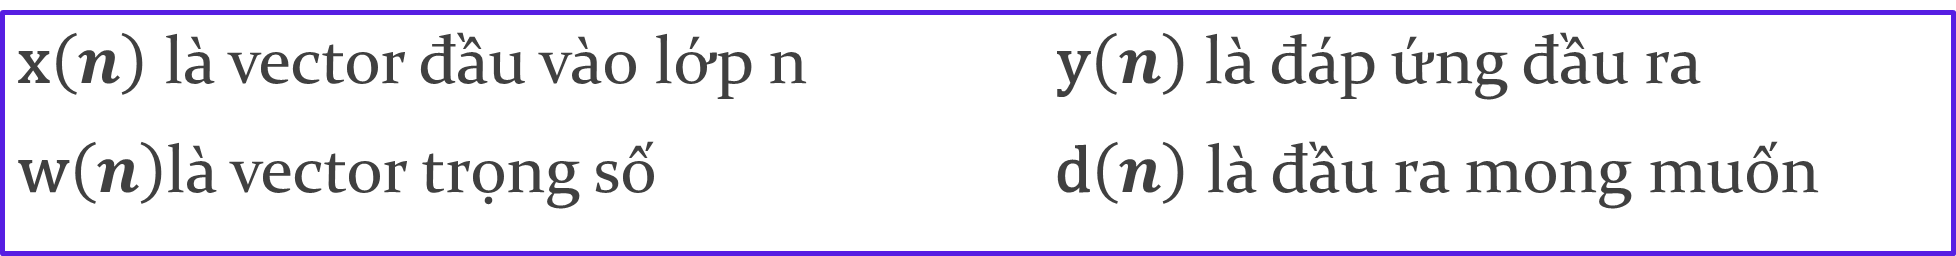 x(n) là vector đầu vào lớp n
y(n) là đáp ứng đầu ra
w(n)là vector trọng số
d(n) là đầu ra mong muốn